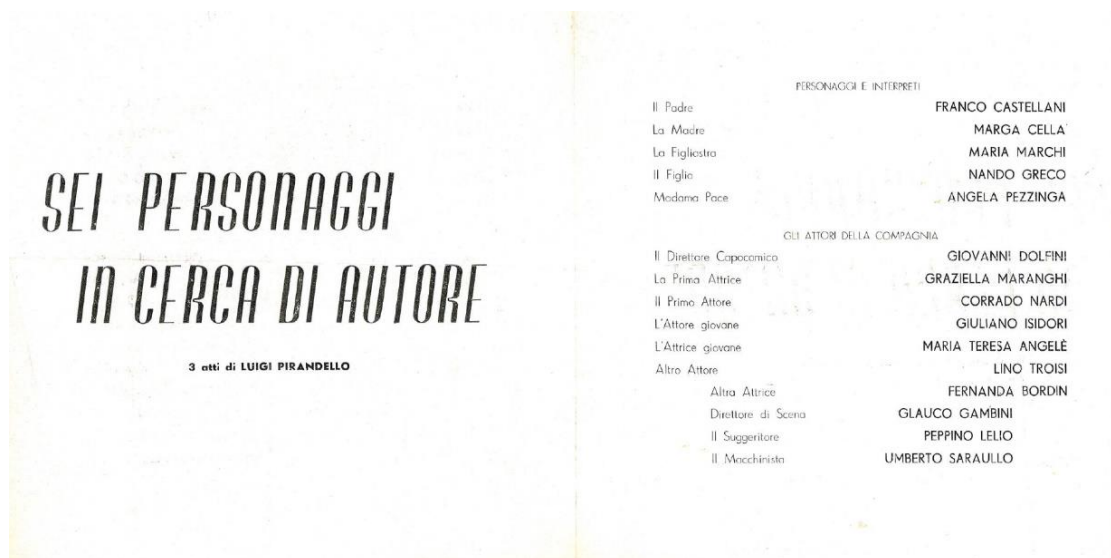 SEI PERSONAGGI
IN CERCA DI AUTORE
3 atti di LUIGI PIRANDELLO
PERSONAGGI E INTERPRETI
Il Padre FRANCO CASTELLANI
La Madre MARGA CELLA'
La Figliastra MARIA MARCHI
Il Figlio NANDO GRECO
Madama Pace ANGELA PEZZINGA
GLI ATTORI DELLA COMPAGNIA
Il Direttore Capocomico GIOVANNI DOLFINI
La Prima Attrice GRAZIELLA MARANGHI
Il Primo Attore CORRADO NARDI
L'Attore giovane GIULIANO ISIDORI
L'Attrice giovane MARIA TERESA ANGELÈ
Altro Attore LINO TROISI
Altra Attrice FERNANDA BORDIN
Direttore di Scena GLAUCO GAMBINI
Il Suggeritore PEPPINO LELIO
Il Macchinista UMBERTO SARAULLO